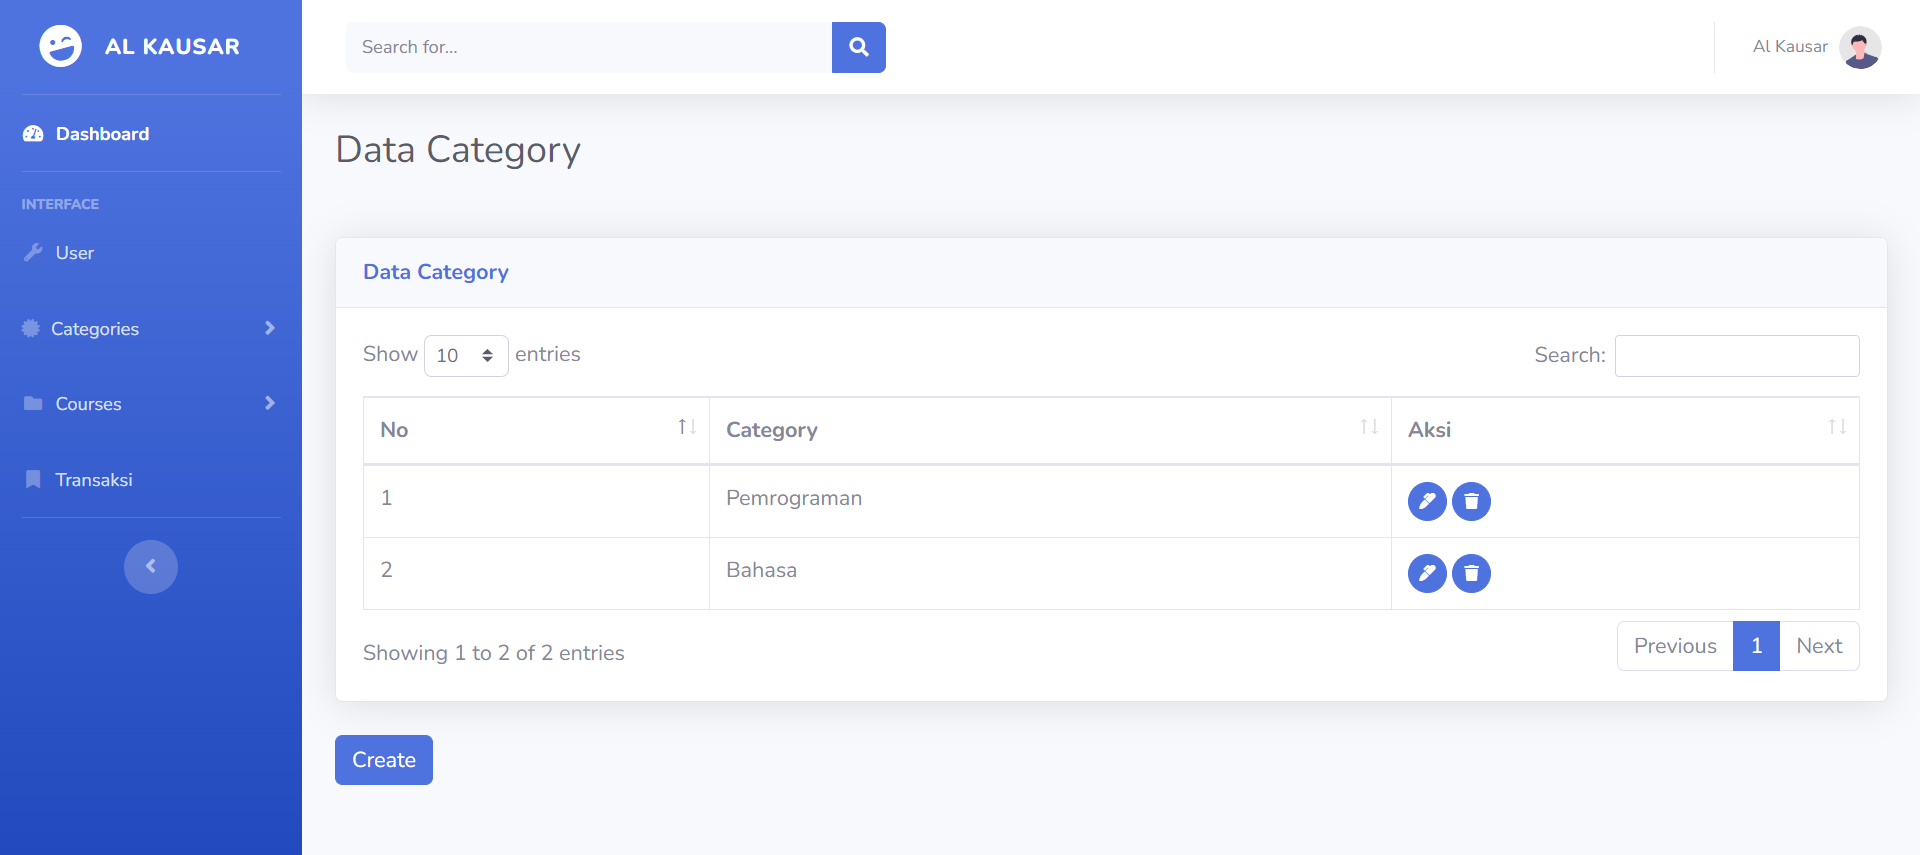 AL KAUSAR
Search for...
Al Kausar
Dashboard
INTERFACE
User
Categories
Courses
Transaksi
Data Category
Data Category
Show 10 entries
Search:
No Category Aksi
1 Pemrograman
2 Bahasa
Showing 1 to 2 of 2 entries
Previous 1 Next
Create